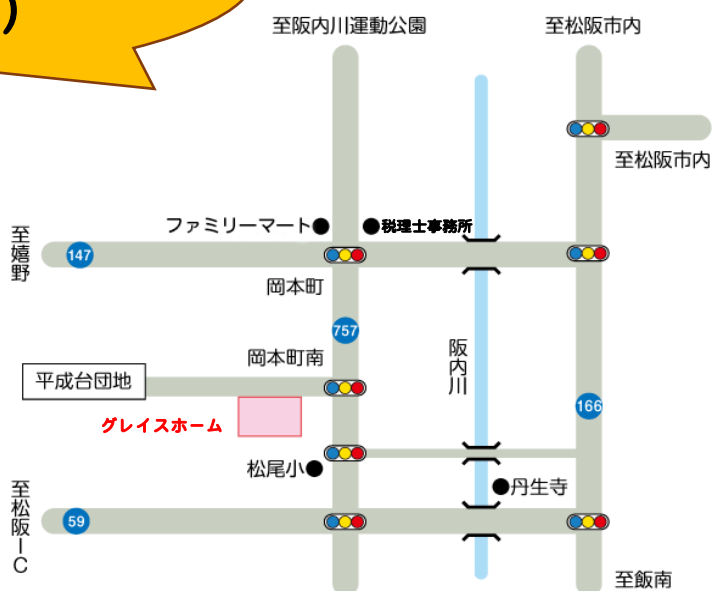 )
至阪内川運動公園
至松阪市内
至松阪市内
ファミリーマート
税理士事務所
至嬉野
147
岡本町
757
岡本町南
阪内川
平成台団地
166
グレイスホーム
松尾小
丹生寺
至松阪IC
59
至飯南